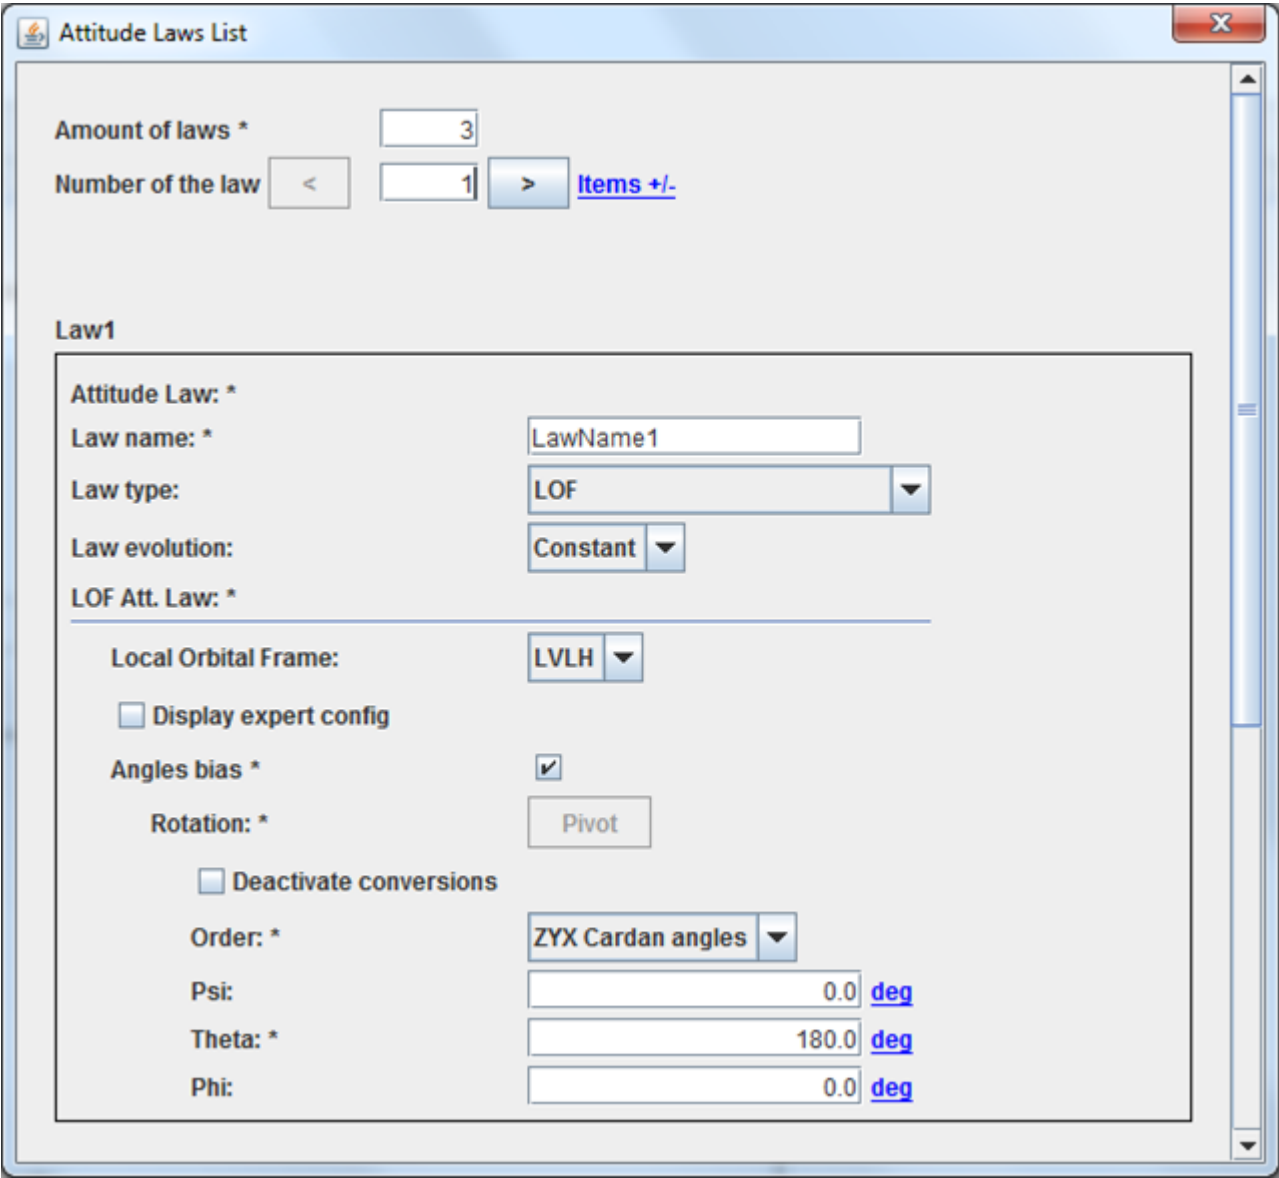 Attitude Laws List
X
Amount of laws * 3
Number of the law < 1 > Items +/-
Law1
Attitude Law: *
Law name: * LawName1
Law type: LOF
Law evolution: Constant
LOF Att. Law: *
Local Orbital Frame: LVLH
Display expert config
Angles bias *
Rotation: * Pivot
Deactivate conversions
Order: * ZYX Cardan angles
Psi: 0.0 deg
Theta: * 180.0 deg
Phi: 0.0 deg